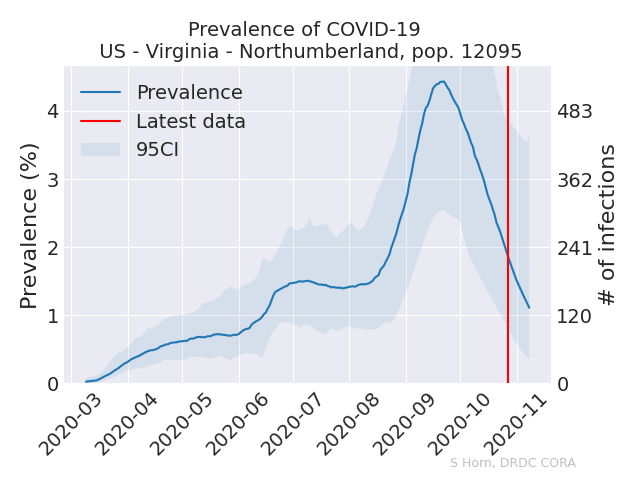 Prevalence of COVID-19
US - Virginia - Northumberland, pop. 12095
Prevalence
Latest data
95CI
Prevalence (%)
4
3
2
1
0
483
362
241
120
0
# of infections
2020-03
2020-04
2020-05
2020-06
2020-07
2020-08
2020-09
2020-10
2020-11
S Horn, DRDC CORA